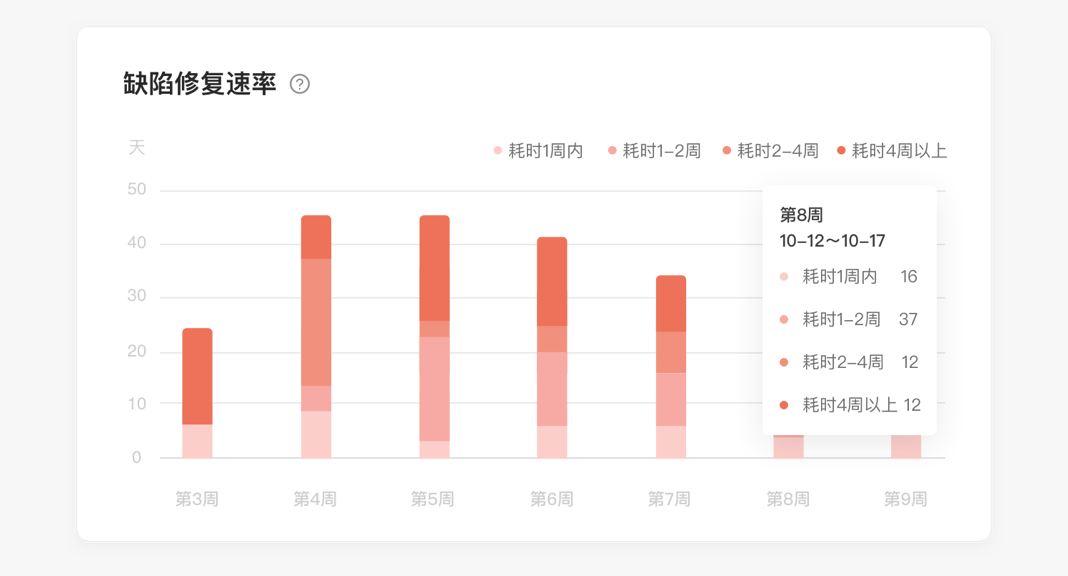 缺陷修复速率 ?
天
耗时1周内 耗时1-2周 耗时2-4周 耗时4周以上
50
40
30
20
10
0
第8周
10-12~10-17
耗时1周内 16
耗时1-2周 37
耗时2-4周 12
耗时4周以上 12
第3周 第4周 第5周 第6周 第7周 第8周 第9周